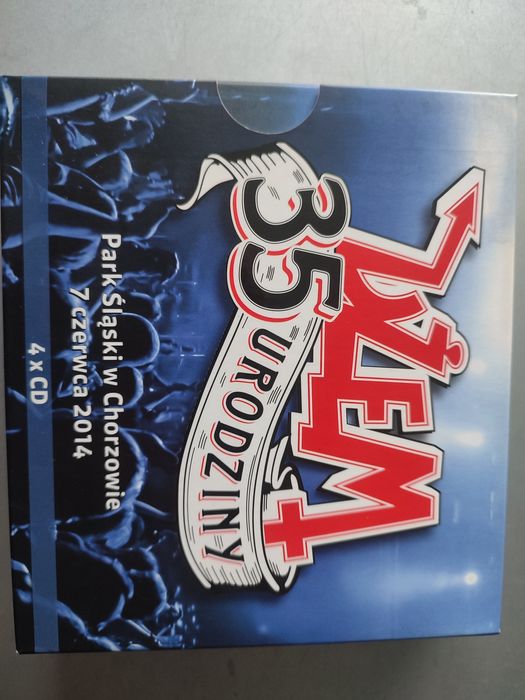 DŻEM
35
URODZINY
Park Śląski w Chorzowie
7 czerwca 2014
4 x CD